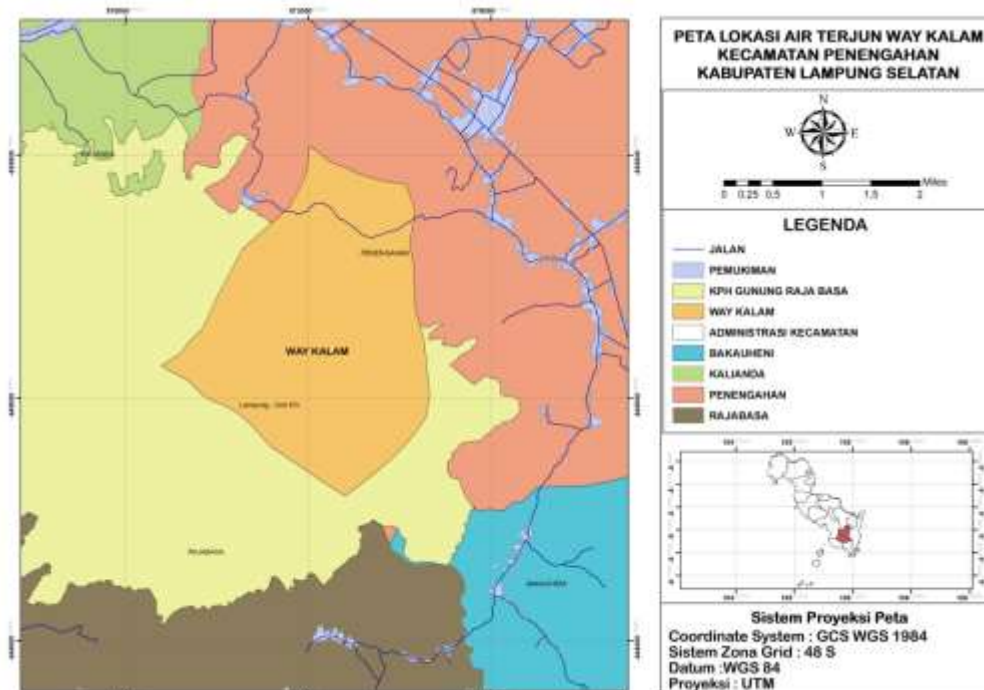 PETA LOKASI AIR TERJUN WAY KALAM
KECAMATAN PENENGAHAN
KABUPATEN LAMPUNG SELATAN
N
W E
S
Miles
0 0.25 0.5 1 1.5 2
LEGENDA
JALAN
PEMUKIMAN
KPH GUNUNG RAJA BASA
WAY KALAM
ADMINISTRASI KECAMATAN
BAKAUHENI
KALIANDA
PENENGAHAN
RAJABASA
Sistem Proyeksi Peta
Coordinate System : GCS WGS 1984
Sistem Zona Grid : 48 S
Datum :WGS 84
Proyeksi : UTM
PENENGAHAN
WAY KALAM
RAJABASA